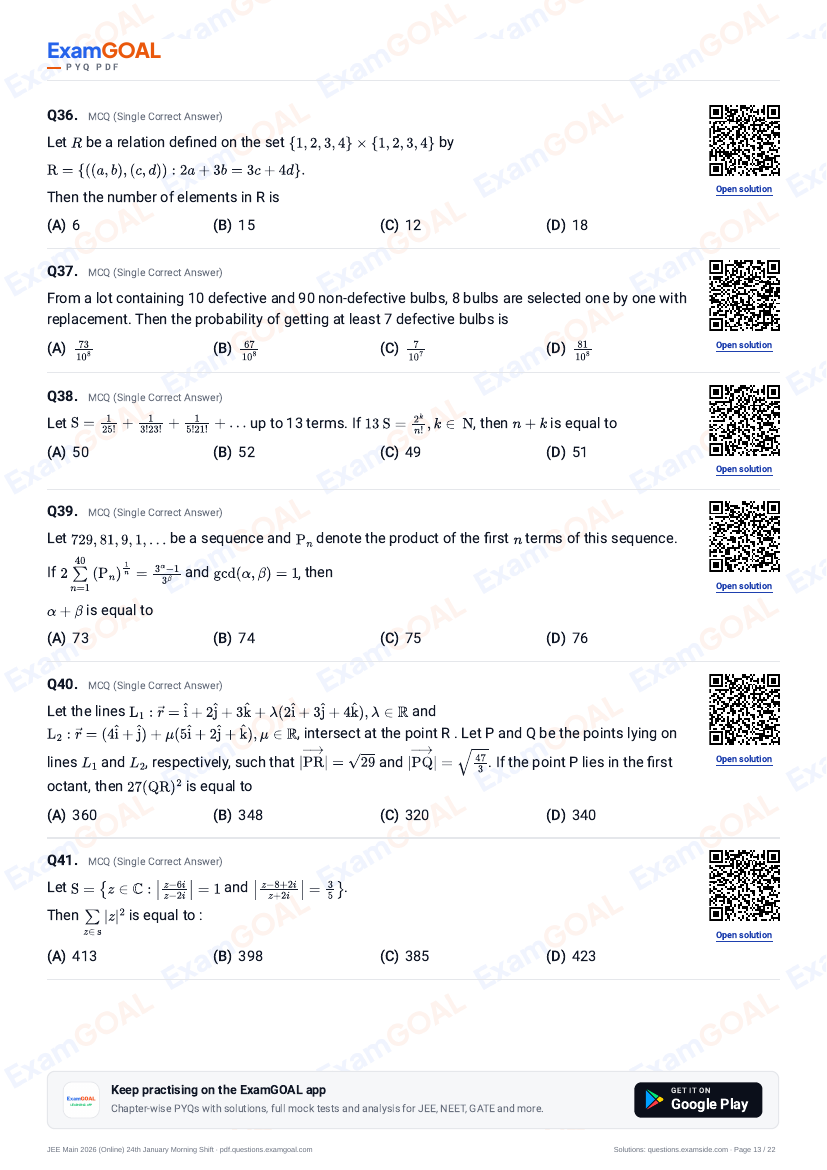 ExamGOAL
PYQ PDF
Q36. MCQ (Single Correct Answer)
Let R be a relation defined on the set {1, 2, 3, 4} × {1, 2, 3, 4} by
R = {((a, b), (c, d)) : 2a + 3b = 3c + 4d}.
Then the number of elements in R is
(A) 6 (B) 15 (C) 12 (D) 18
Open solution
Q37. MCQ (Single Correct Answer)
From a lot containing 10 defective and 90 non-defective bulbs, 8 bulbs are selected one by one with
replacement. Then the probability of getting at least 7 defective bulbs is
(A) 73/10^8 (B) 67/10^8 (C) 7/10^7 (D) 81/10^8
Open solution
Q38. MCQ (Single Correct Answer)
Let S = 1/25! + 1/3!23! + 1/5!21! + … up to 13 terms. If 13 S = 2^k/n!, k ∈ N, then n + k is equal to
(A) 50 (B) 52 (C) 49 (D) 51
Open solution
Q39. MCQ (Single Correct Answer)
Let 729, 81, 9, 1, … be a sequence and P_n denote the product of the first n terms of this sequence.
If 2 ∑_{n=1}^{40} (P_n)^{1/n} = (3^α−1)/3^β and gcd(α, β) = 1, then
α + β is equal to
(A) 73 (B) 74 (C) 75 (D) 76
Open solution
Q40. MCQ (Single Correct Answer)
Let the lines L₁ : r⃗ = î + 2ĵ + 3k̂ + λ(2î + 3ĵ + 4k̂), λ ∈ ℝ and
L₂ : r⃗ = (4î + ĵ) + μ(5î + 2ĵ + k̂), μ ∈ ℝ, intersect at the point R . Let P and Q be the points lying on
lines L₁ and L₂, respectively, such that |PR⃗| = √29 and |PQ⃗| = √(47/3). If the point P lies in the first
octant, then 27(QR)² is equal to
(A) 360 (B) 348 (C) 320 (D) 340
Open solution
Q41. MCQ (Single Correct Answer)
Let S = {z ∈ ℂ : |(z−6i)/(z−2i)| = 1 and |(z−8+2i)/(z+2i)| = 3/5}.
Then ∑_{z∈s} |z|² is equal to :
(A) 413 (B) 398 (C) 385 (D) 423
Open solution
ExamGOAL
Keep practising on the ExamGOAL app
Chapter-wise PYQs with solutions, full mock tests and analysis for JEE, NEET, GATE and more.
GET IT ON
Google Play
JEE Main 2026 (Online) 24th January Morning Shift · pdf.questions.examgoal.com
Solutions: questions.examside.com · Page 13 / 22